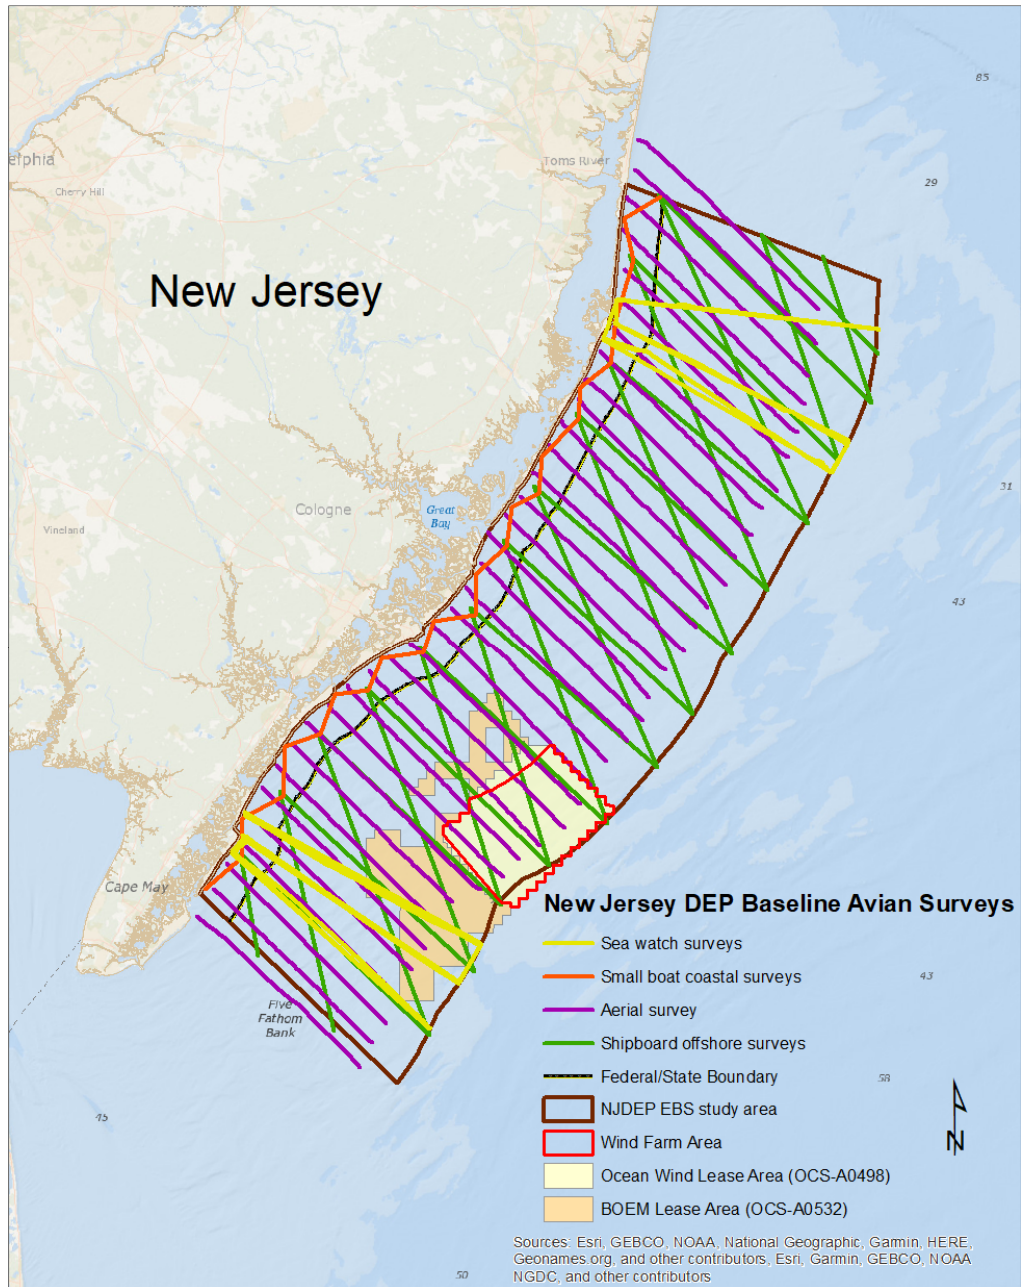 85
elphia
Toms River
29
Cherry Hill
New Jersey
31
Great
Bay
Cologne
Vineland
43
Cape May
New Jersey DEP Baseline Avian Surveys
Sea watch surveys
Small boat coastal surveys
43
Five
Fathom
Bank
Aerial survey
Shipboard offshore surveys
Federal/State Boundary
58
NJDEP EBS study area
45
Wind Farm Area
N
Ocean Wind Lease Area (OCS-A0498)
BOEM Lease Area (OCS-A0532)
Sources: Esri, GEBCO, NOAA, National Geographic, Garmin, HERE,
Geonames.org, and other contributors, Esri, Garmin, GEBCO, NOAA
NGDC, and other contributors
50